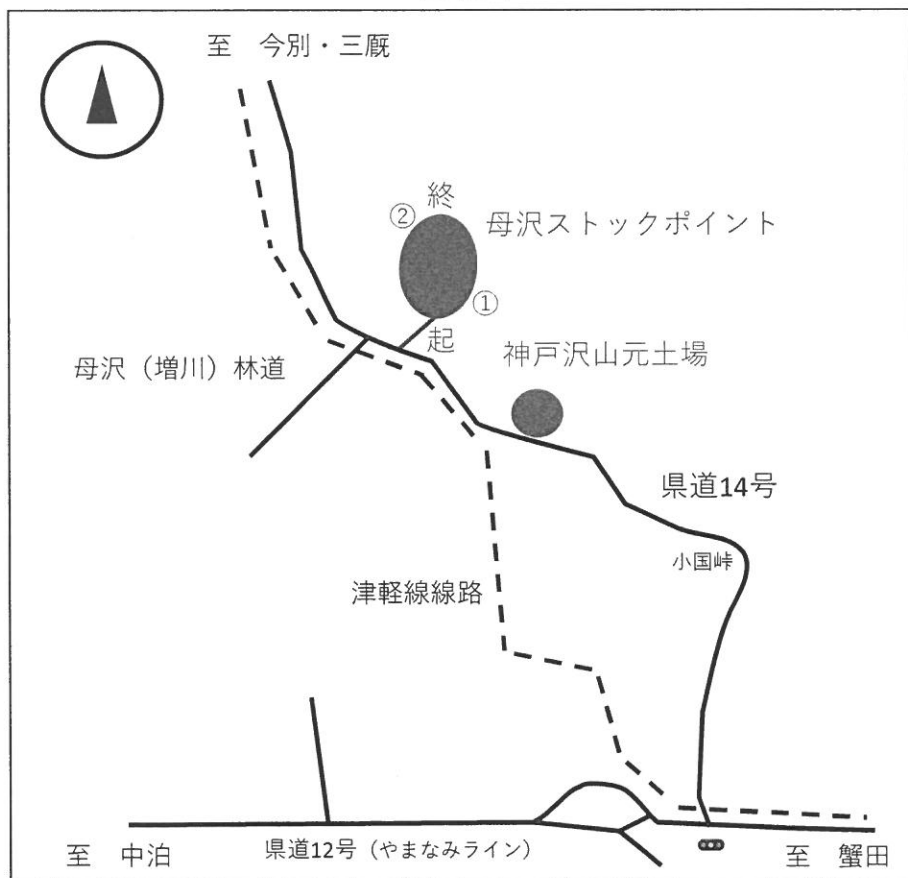 至 今別・三厩
終
② 母沢ストックポイント
①
起
母沢（増川）林道
神戸沢山元土場
県道14号
小国峠
津軽線線路
至 中泊
県道12号（やまなみライン）
至 蟹田